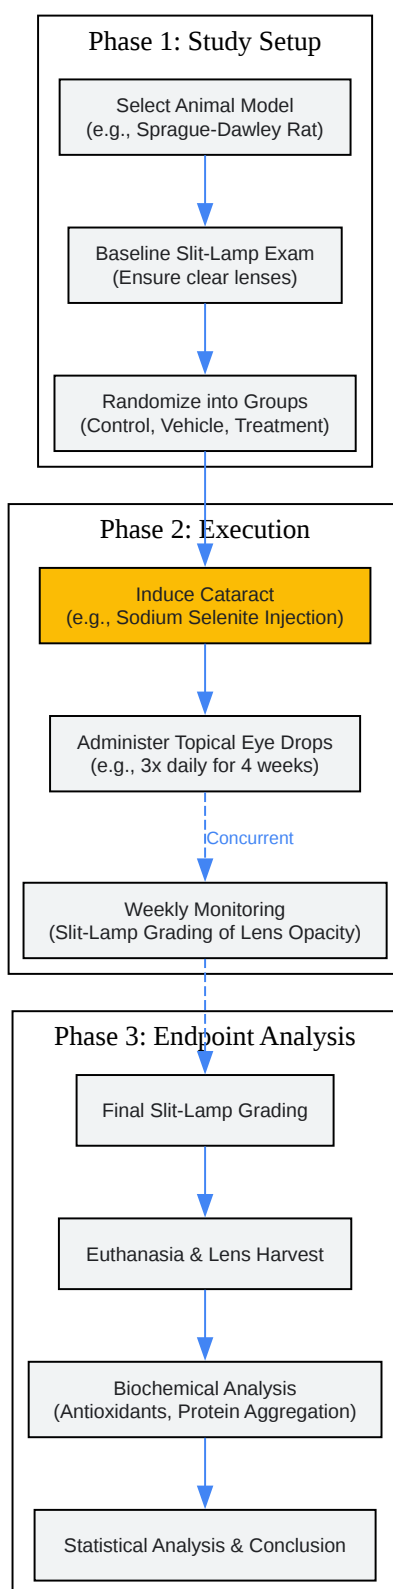 Phase 1: Study Setup
Select Animal Model
(e.g., Sprague-Dawley Rat)
Baseline Slit-Lamp Exam
(Ensure clear lenses)
Randomize into Groups
(Control, Vehicle, Treatment)
Phase 2: Execution
Induce Cataract
(e.g., Sodium Selenite Injection)
Administer Topical Eye Drops
(e.g., 3x daily for 4 weeks)
Concurrent
Weekly Monitoring
(Slit-Lamp Grading of Lens Opacity)
Phase 3: Endpoint Analysis
Final Slit-Lamp Grading
Euthanasia & Lens Harvest
Biochemical Analysis
(Antioxidants, Protein Aggregation)
Statistical Analysis & Conclusion